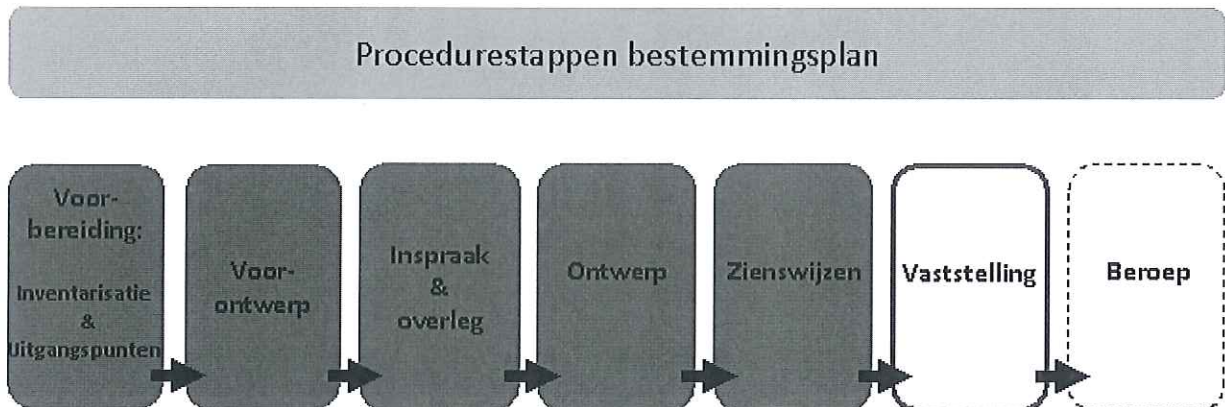 Procedurestappen bestemmingsplan
Voor-
bereiding:
Inventarisatie
&
Uitgangspunten
Voor-
ontwerp
Inspraak
&
overleg
Ontwerp
Zienswijzen
Vaststelling
Beroep